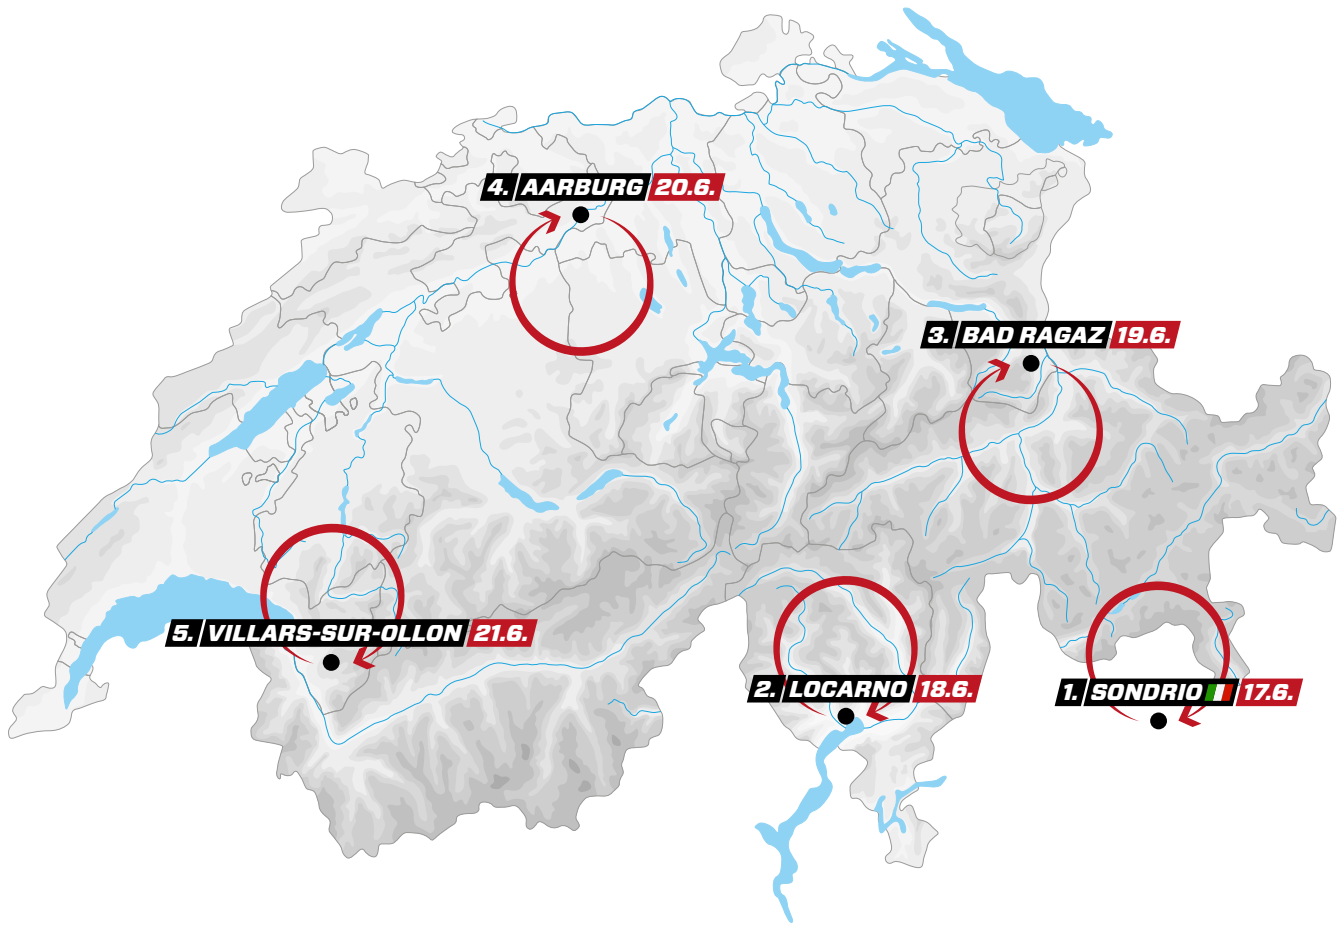 4. AARBURG 20.6.
3. BAD RAGAZ 19.6.
5. VILLARS-SUR-OLLON 21.6.
2. LOCARNO 18.6.
1. SONDRIO 17.6.